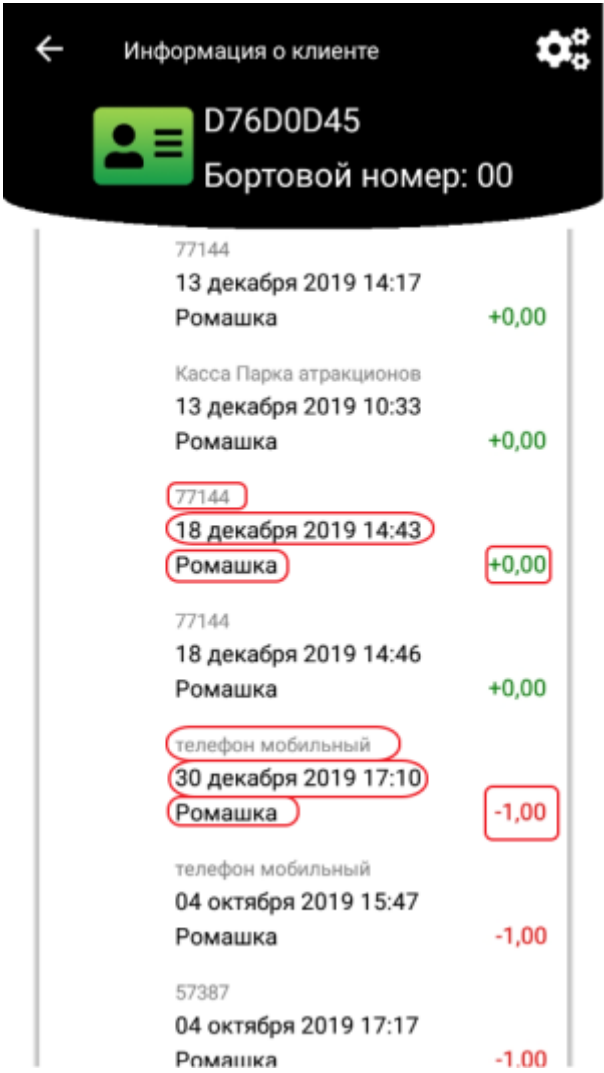 Информация о клиенте
D76D0D45
Бортовой номер: 00
77144
13 декабря 2019 14:17
Ромашка +0,00
Касса Парка атракционов
13 декабря 2019 10:33
Ромашка +0,00
77144
18 декабря 2019 14:43
Ромашка +0,00
77144
18 декабря 2019 14:46
Ромашка +0,00
телефон мобильный
30 декабря 2019 17:10
Ромашка -1,00
телефон мобильный
04 октября 2019 15:47
Ромашка -1,00
57387
04 октября 2019 17:17
Ромашка -1,00